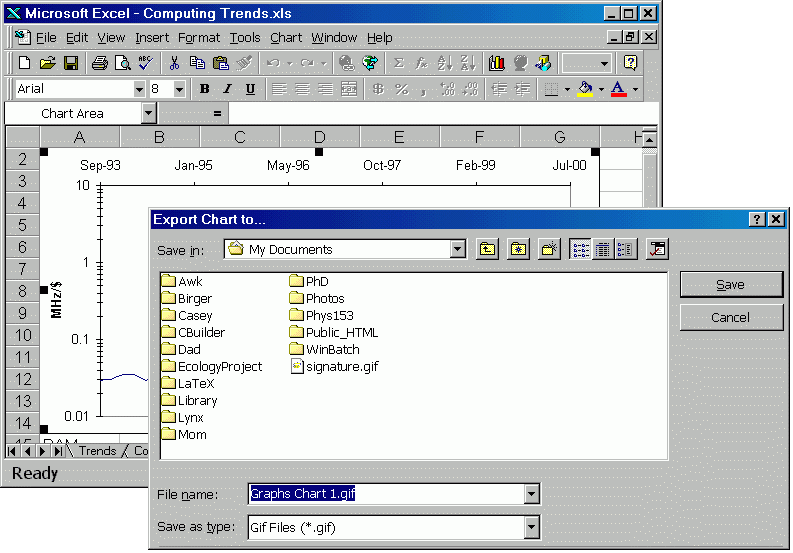 Microsoft Excel - Computing Trends.xls
File Edit View Insert Format Tools Chart Window Help
Arial 8 B I U $ % ,
Chart Area =
A B C D E F G H
2
3
4
5
6
7
8
9
10
11
12
13
14
15
Sep-93 Jan-95 May-96 Oct-97 Feb-99 Jul-00
10
1
0.1
0.01
MHz/$
RAM
Trends Co
Ready
Export Chart to...
Save in: My Documents
Awk
Birger
Casey
CBuilder
Dad
EcologyProject
LaTeX
Library
Lynx
Mom
PhD
Photos
Phys153
Public_HTML
WinBatch
signature.gif
Save
Cancel
File name: Graphs Chart 1.gif
Save as type: Gif Files (*.gif)